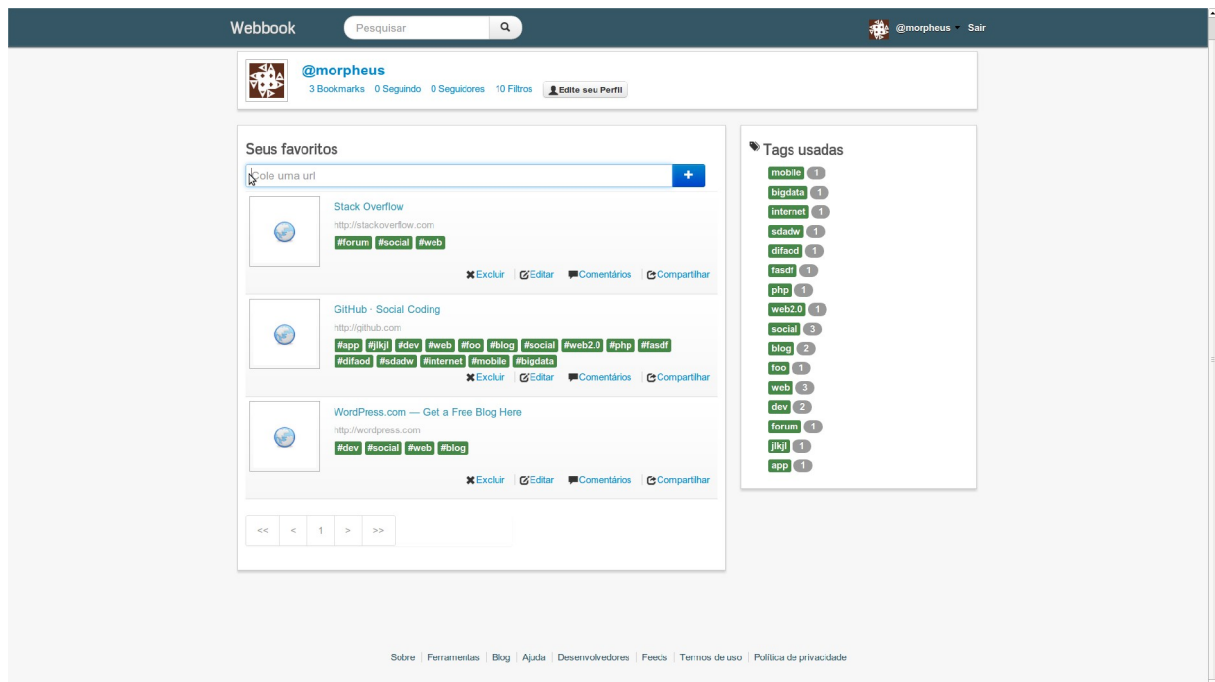 Webbook Pesquisar @morpheus Sair
@morpheus
3 Bookmarks 0 Seguindo 0 Seguidores 10 Filtros Edite seu Perfil
Seus favoritos
Cole uma url +
Stack Overflow
http://stackoverflow.com
#forum #social #web
Excluir Editar Comentários Compartilhar
GitHub · Social Coding
http://github.com
#app #jlkjl #dev #web #foo #blog #social #web2.0 #php #fasdf
#difaod #sdadw #internet #mobile #bigdata
Excluir Editar Comentários Compartilhar
WordPress.com — Get a Free Blog Here
http://wordpress.com
#dev #social #web #blog
Excluir Editar Comentários Compartilhar
<< < 1 > >>
Tags usadas
mobile 1
bigdata 1
internet 1
sdadw 1
difaod 1
fasdf 1
php 1
web2.0 1
social 3
blog 2
foo 1
web 3
dev 2
forum 1
jlkjl 1
app 1
Sobre Ferramentas Blog Ajuda Desenvolvedores Feeds Termos de uso Política de privacidade